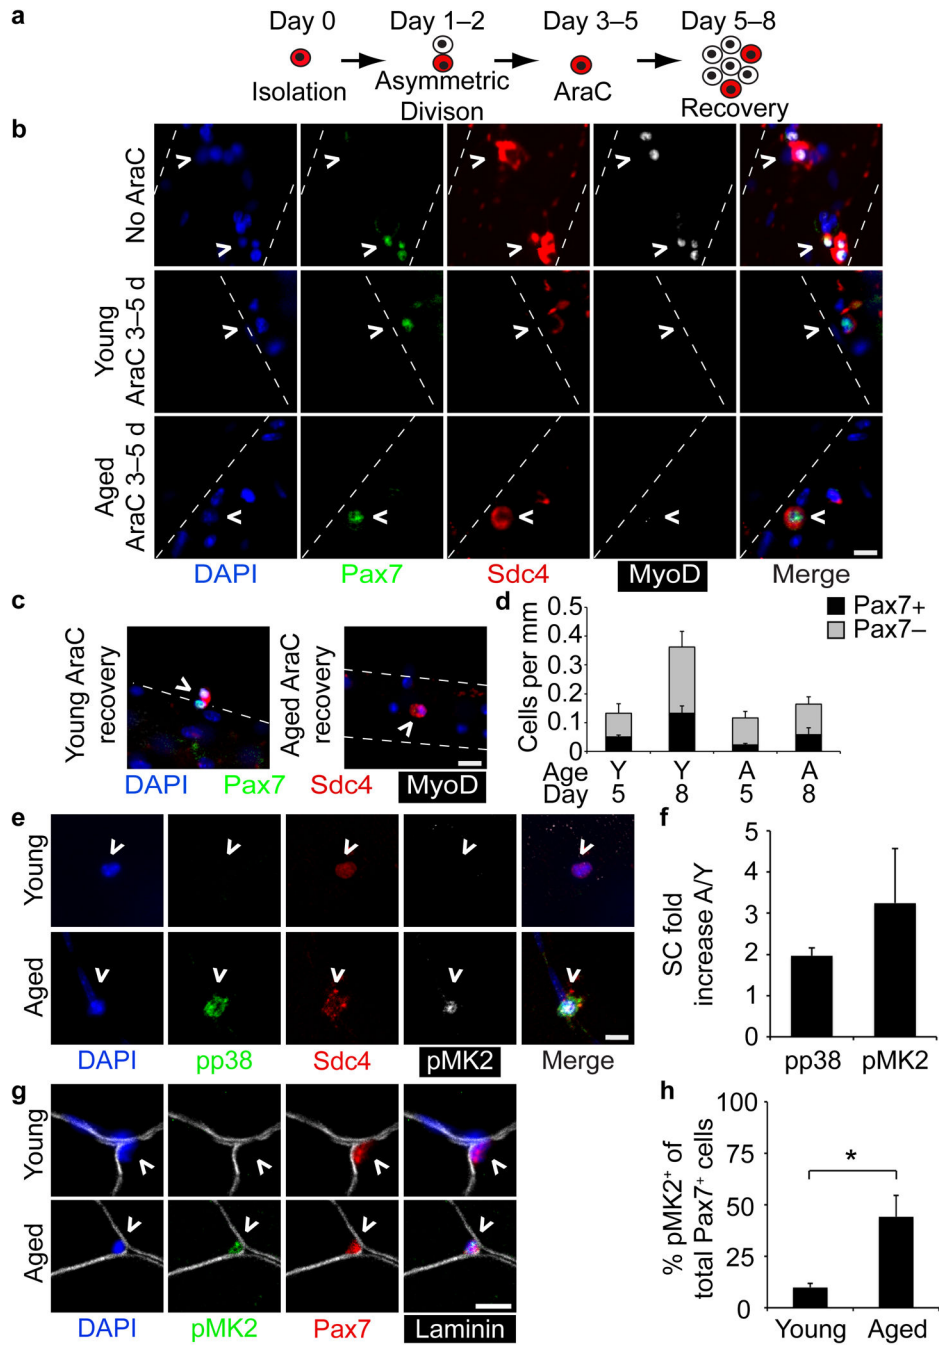 a
Day 0
Day 1–2
Day 3–5
Day 5–8
Isolation
Asymmetric
Divison
AraC
Recovery
b
No AraC
Young
AraC 3–5 d
Aged
AraC 3–5 d
DAPI
Pax7
Sdc4
MyoD
Merge
c
Young AraC
recovery
Aged AraC
recovery
DAPI
Pax7
Sdc4
MyoD
d
Pax7+
Pax7–
Cells per mm
0.5
0.4
0.3
0.2
0.1
0
Age Y Y A A
Day 5 8 5 8
e
Young
Aged
DAPI
pp38
Sdc4
pMK2
Merge
f
SC fold
increase A/Y
5
4
3
2
1
0
pp38
pMK2
g
Young
Aged
DAPI
pMK2
Pax7
Laminin
h
% pMK2+ of
total Pax7+ cells
100
75
50
25
0
*
Young
Aged